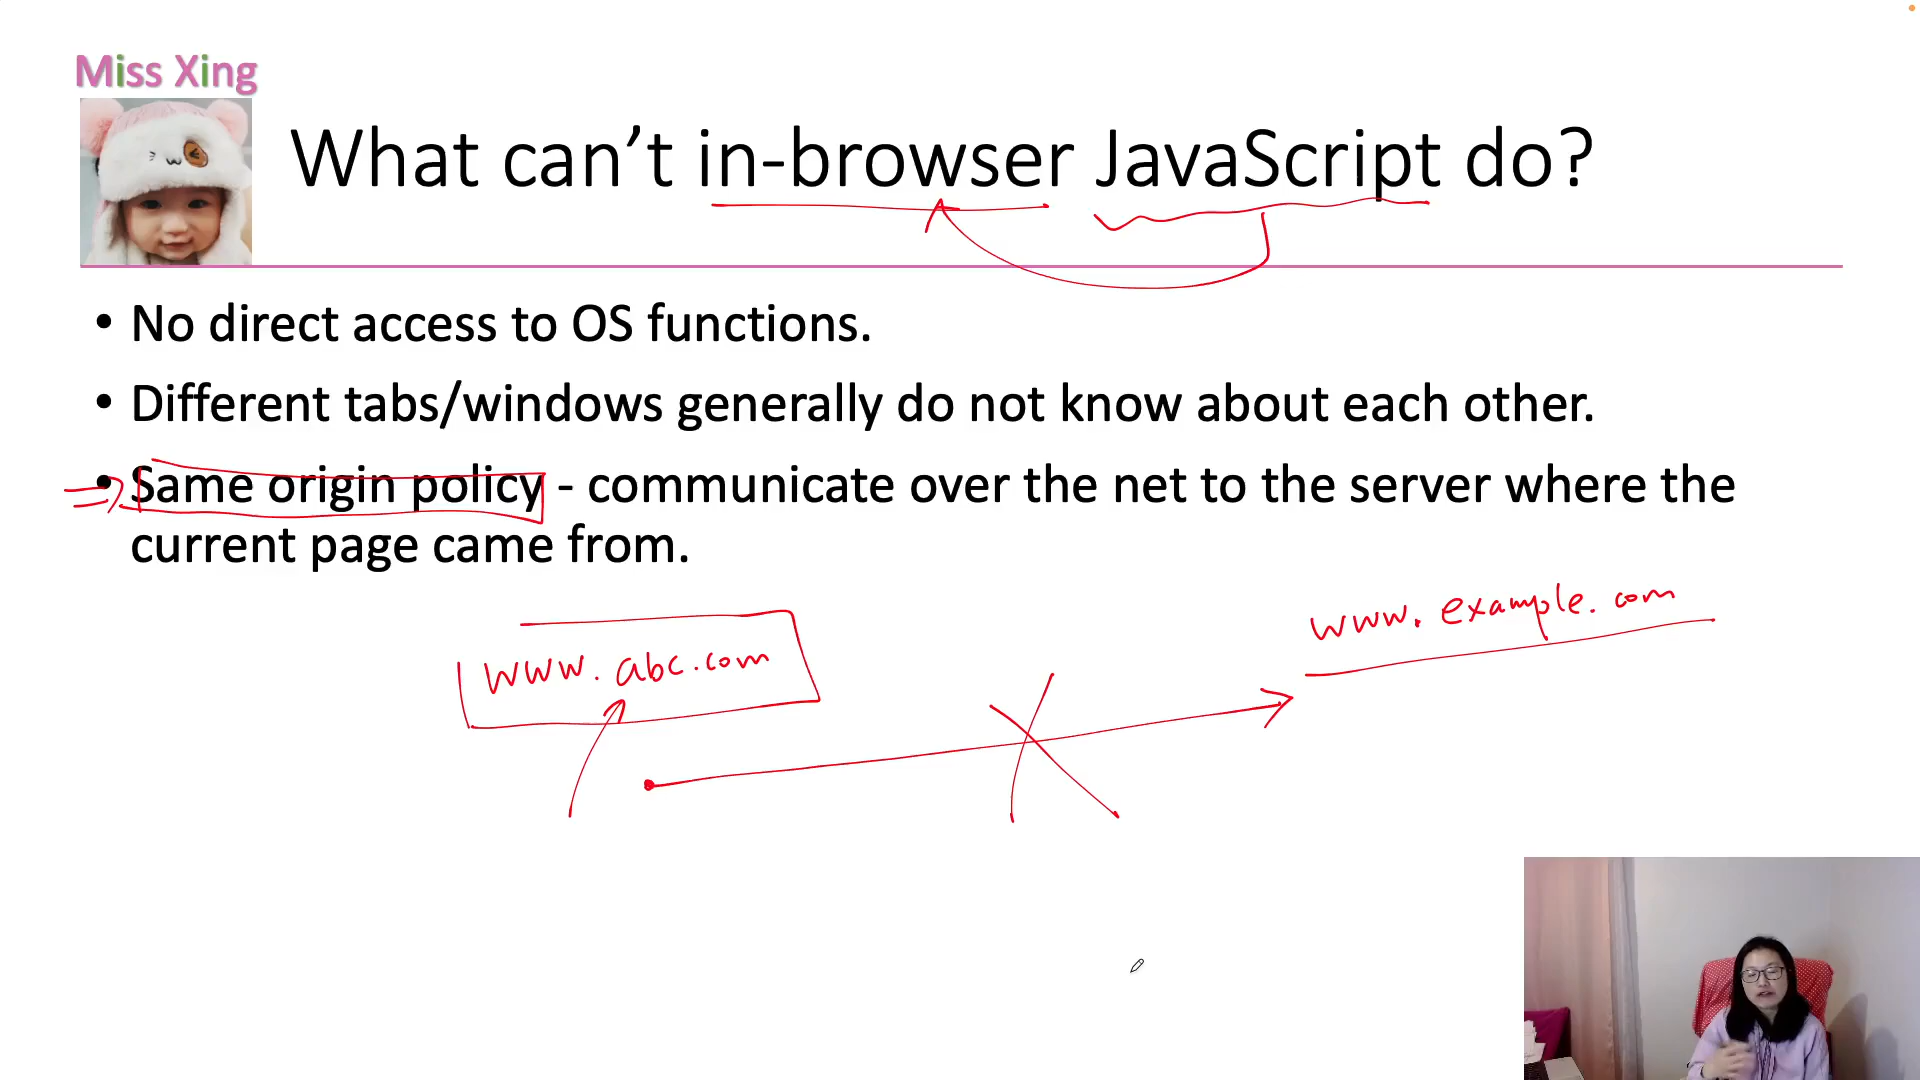 Miss Xing
What can’t in-browser JavaScript do?
• No direct access to OS functions.
• Different tabs/windows generally do not know about each other.
• Same origin policy - communicate over the net to the server where the
current page came from.
www.example.com
www.abc.com